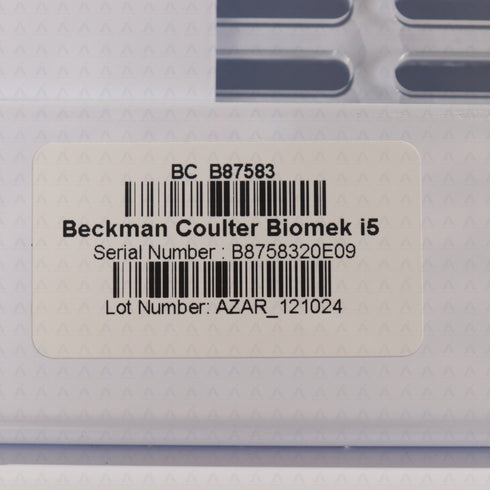 BC B87583
Beckman Coulter Biomek i5
Serial Number : B8758320E09
Lot Number: AZAR_121024